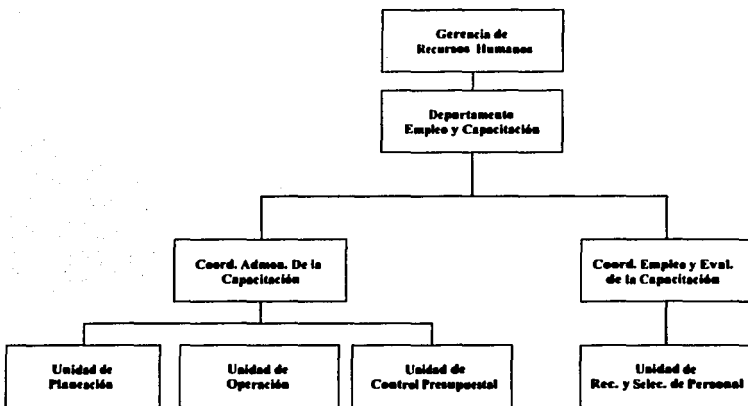 Gerencia de
Recursos Humanos
Departamento
Empleo y Capacitación
Coord. Admon. De la
Capacitación
Coord. Empleo y Eval.
de la Capacitación
Unidad de
Planeación
Unidad de
Operación
Unidad de
Control Presupuestal
Unidad de
Rec. y Selec. de Personal